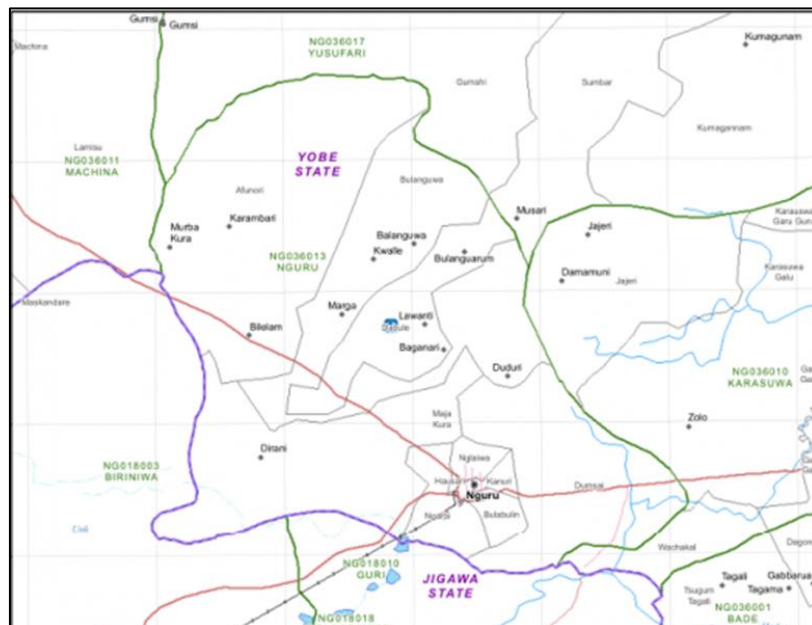 Gumsi
Gumsi
NG036017
YUSUFARI
Kumagunam
Machina
Gumshi
Sumbar
Kumagannam
Lamisu
NG036011
MACHINA
YOBE
STATE
Bulanguwa
Afunori
Karambari
Musari
Karasuwa
Garu Gun
Murba
Kura
Jajeri
Balanguwa
NG036013
NGURU
Kwalle
Bulanguarum
Karasuwa
Galu
Damamuni
Jajeri
Maskandare
Marga
Lawanti
Bilelam
Baganari
Duduri
NG036010
KARASUWA
Maja
Kura
Zolo
Dirani
Nglaiwa
NG018003
BIRINIWA
Hausari
Kanuri
Dumsai
Nguru
Bulabulin
Wachakal
Dagon
NG018010
GURI
JIGAWA
STATE
Tsugum
Tagali
Tagali
Gabbarua
Tagama
NG036001
BADE
NG018018